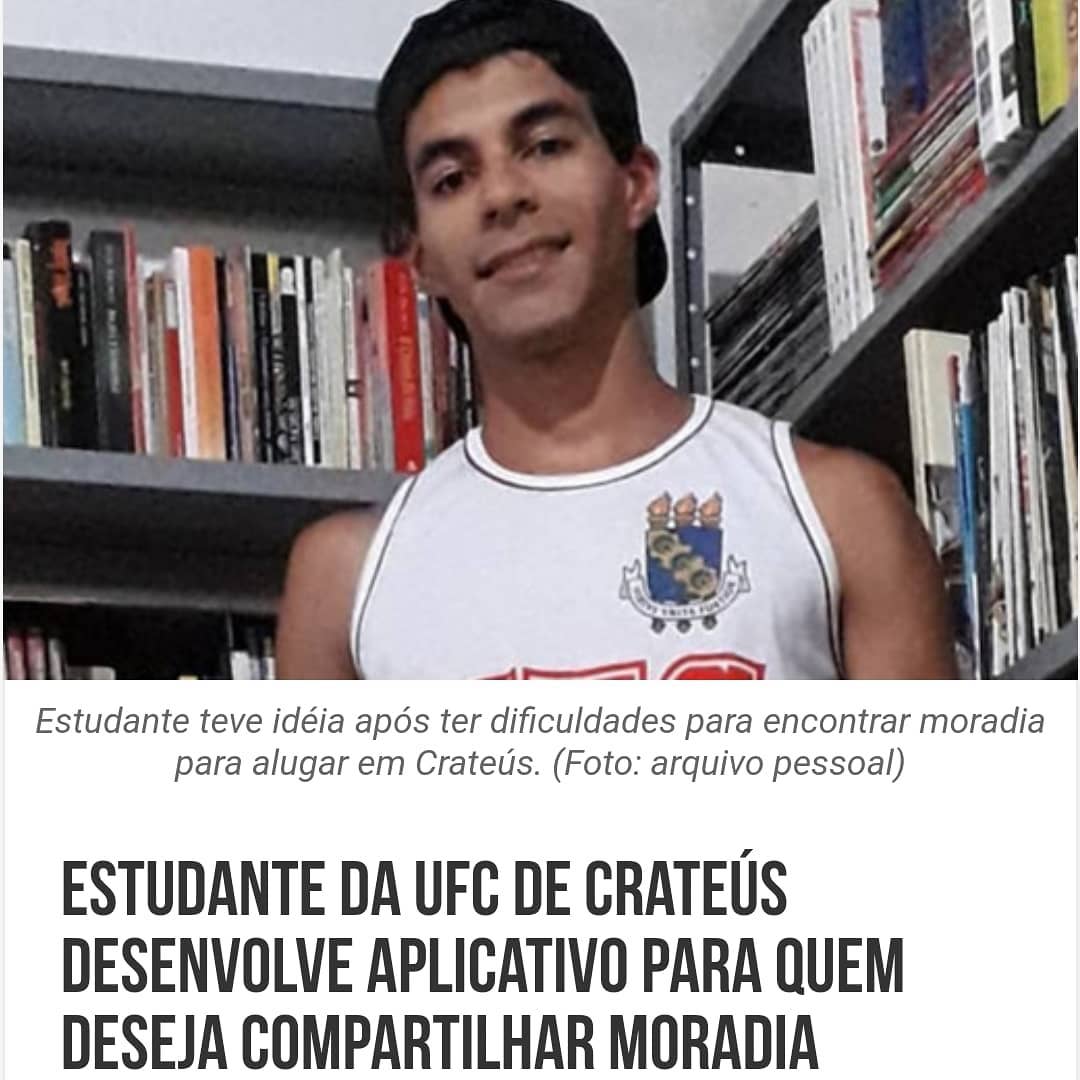 Estudante teve idéia após ter dificuldades para encontrar moradia
para alugar em Crateús. (Foto: arquivo pessoal)
ESTUDANTE DA UFC DE CRATEÚS
DESENVOLVE APLICATIVO PARA QUEM
DESEJA COMPARTILHAR MORADIA